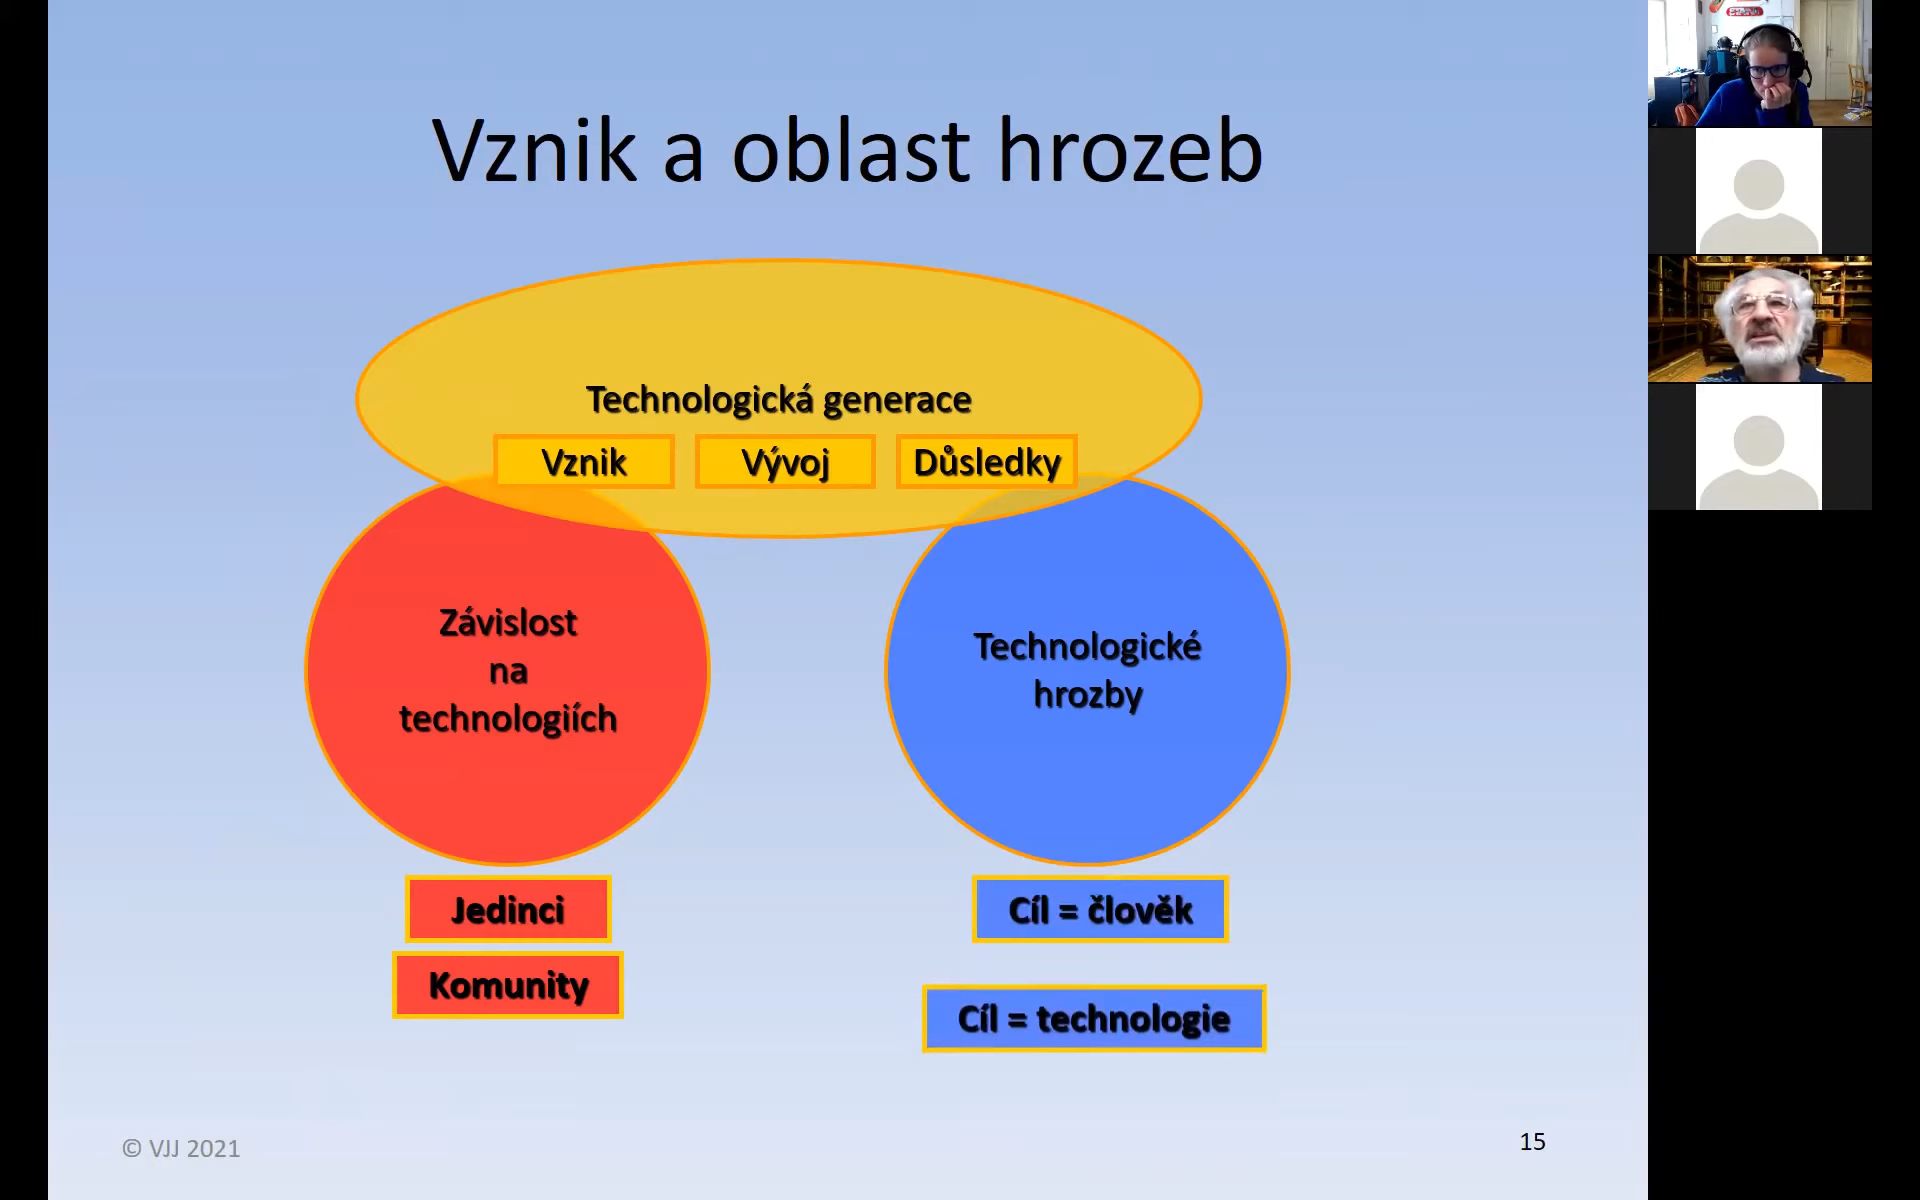 Vznik a oblast hrozeb
Technologická generace
Vznik
Vývoj
Důsledky
Závislost
na
technologiích
Technologické
hrozby
Jedinci
Komunity
Cíl = člověk
Cíl = technologie
© VJJ 2021
15